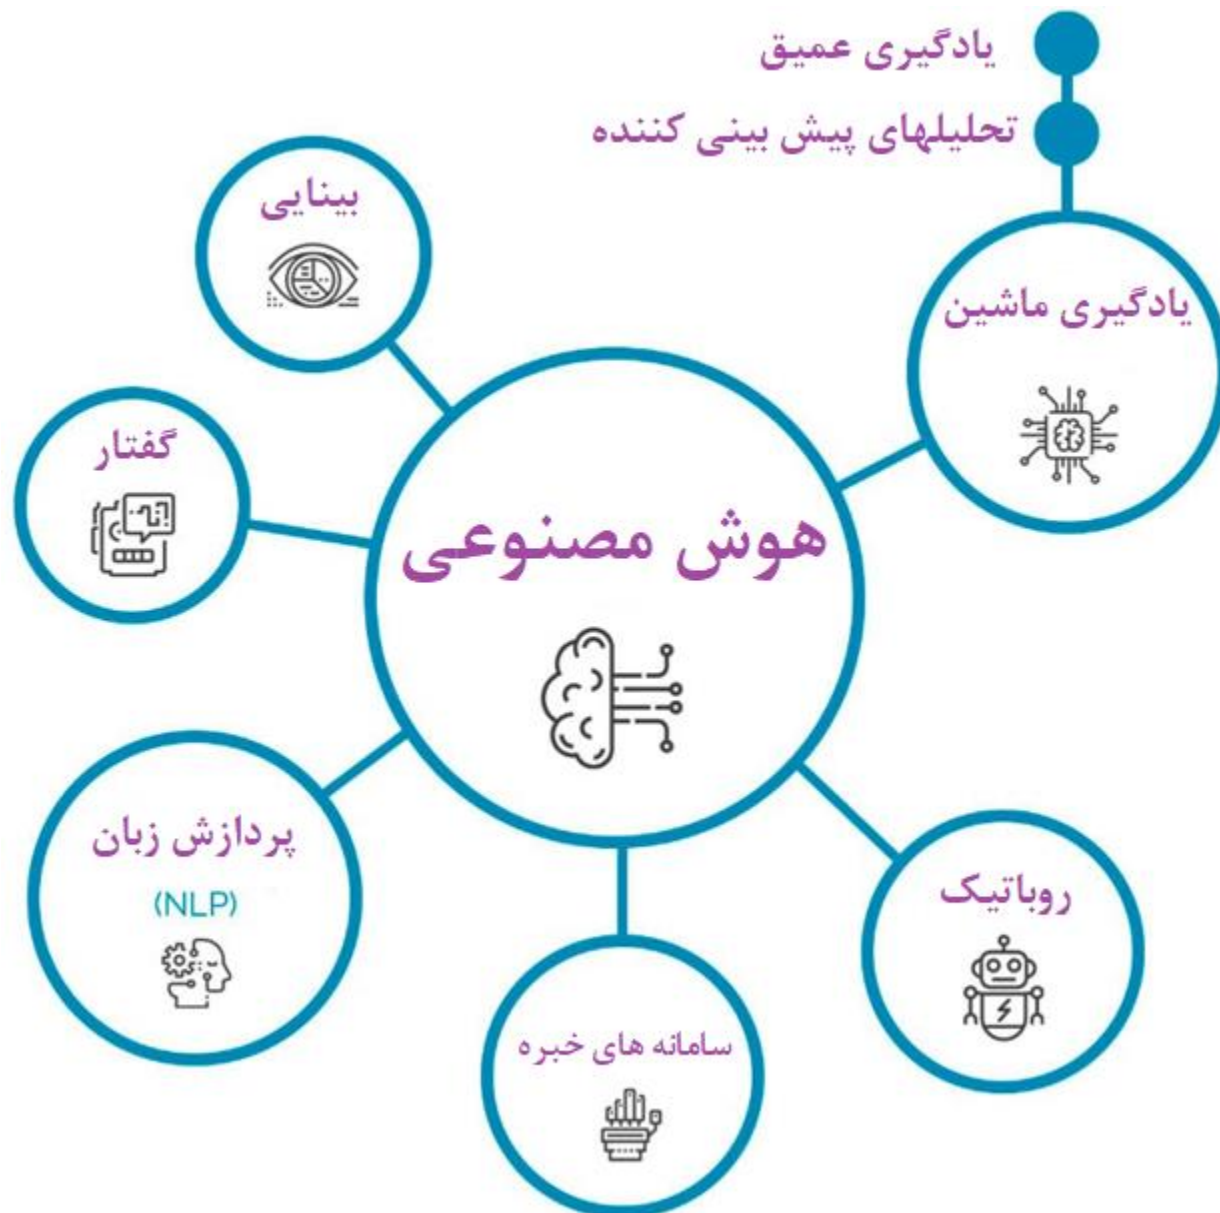 یادگیری عمیق
تحلیلهای پیش بینی کننده
یادگیری ماشین
بینایی
گفتار
هوش مصنوعی
پردازش زبان
(NLP)
روباتیک
سامانه های خبره